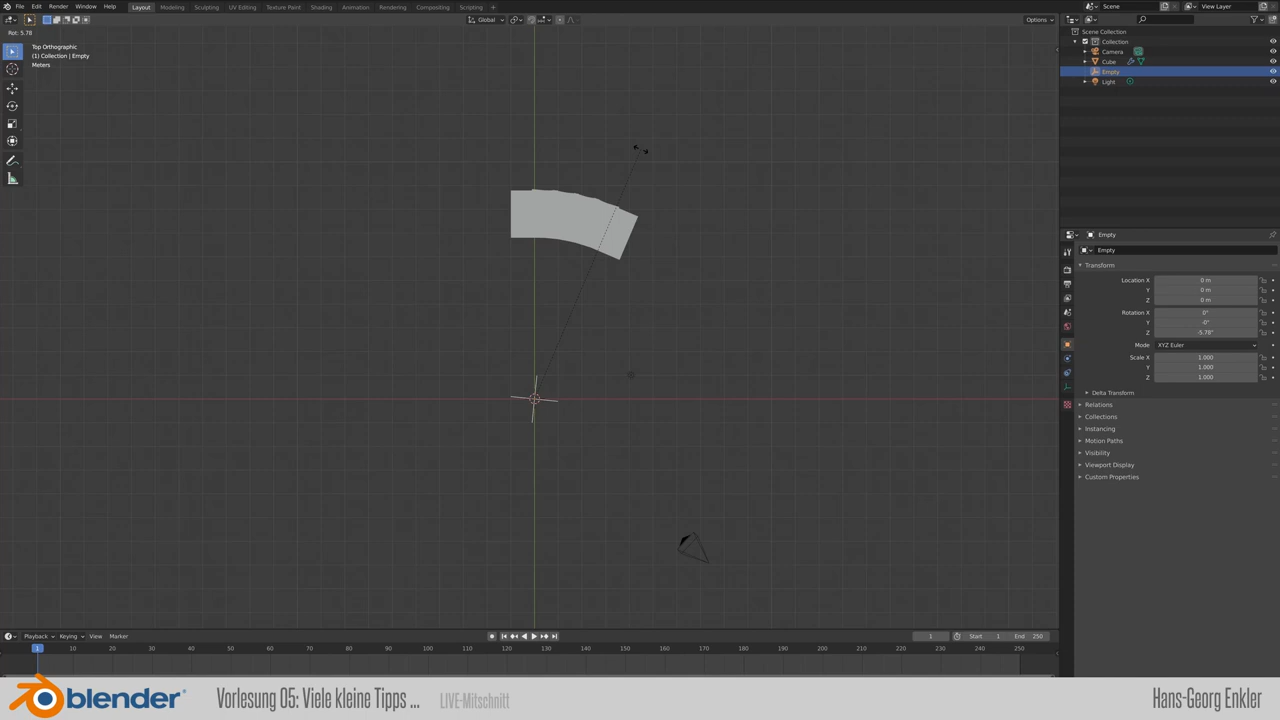 File Edit Render Window Help Layout Modeling Sculpting UV Editing Texture Paint Shading Animation Rendering Compositing Scripting Scene View Layer
Global Options
Rot: 5.78
Top Orthographic
(1) Collection | Empty
Meters
Scene Collection
Collection
Camera
Cube
Empty
Light
Empty
Empty
Transform
Location X 0 m
Y 0 m
Z 0 m
Rotation X 0°
Y -0°
Z -5.78°
Mode XYZ Euler
Scale X 1.000
Y 1.000
Z 1.000
Delta Transform
Relations
Collections
Instancing
Motion Paths
Visibility
Viewport Display
Custom Properties
Playback Keying View Marker 1 Start 1 End 250
1 10 20 30 40 50 60 70 80 90 100 110 120 130 140 150 160 170 180 190 200 210 220 230 240 250
blender Vorlesung 05: Viele kleine Tipps ... LIVE-Mitschnitt Hans-Georg Enkler